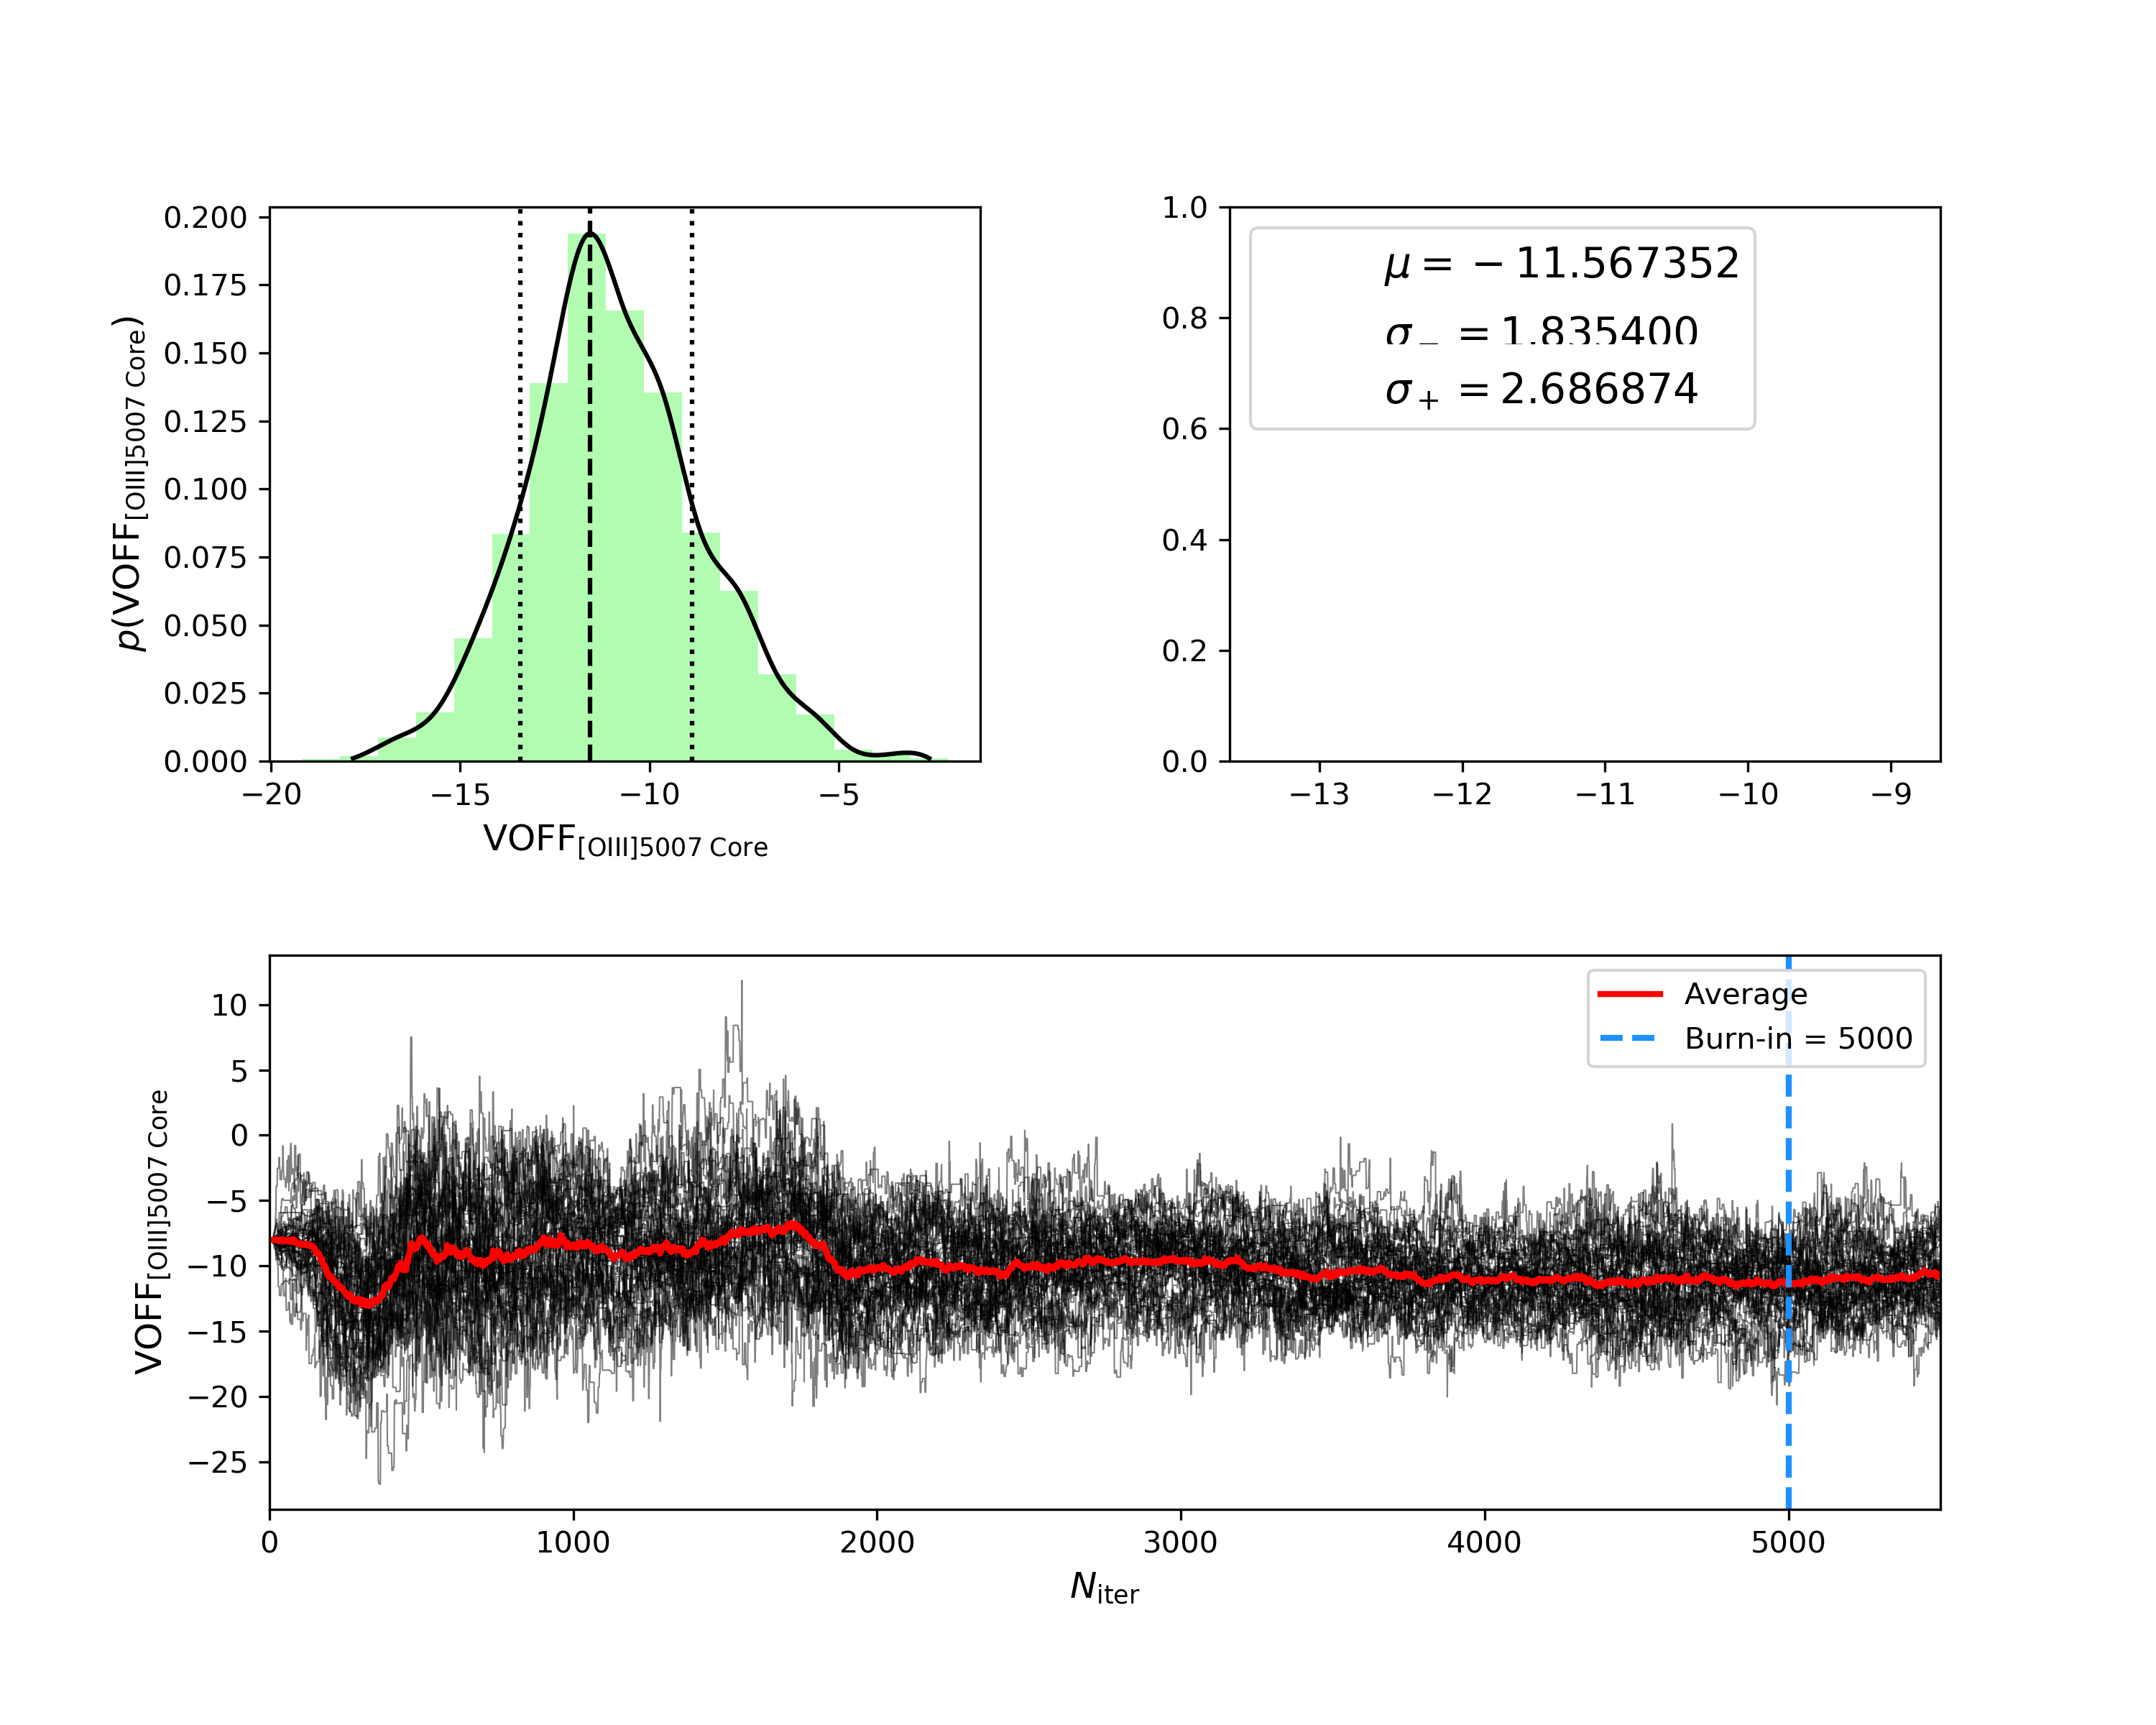 0.200
0.175
0.150
0.125
0.100
0.075
0.050
0.025
0.000
−20 −15 −10 −5
p(VOFF[OIII]5007 Core)
VOFF[OIII]5007 Core
1.0
0.8
0.6
0.4
0.2
0.0
−13 −12 −11 −10 −9
μ = −11.567352
σ− = 1.835400
σ+ = 2.686874
10
5
0
−5
−10
−15
−20
−25
0 1000 2000 3000 4000 5000
VOFF[OIII]5007 Core
Niter
Average
Burn-in = 5000